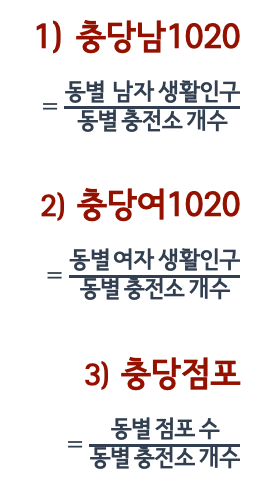 1) 충당남1020
= 동별 남자 생활인구
동별 충전소 개수
2) 충당여1020
= 동별 여자 생활인구
동별 충전소 개수
3) 충당점포
= 동별 점포 수
동별 충전소 개수